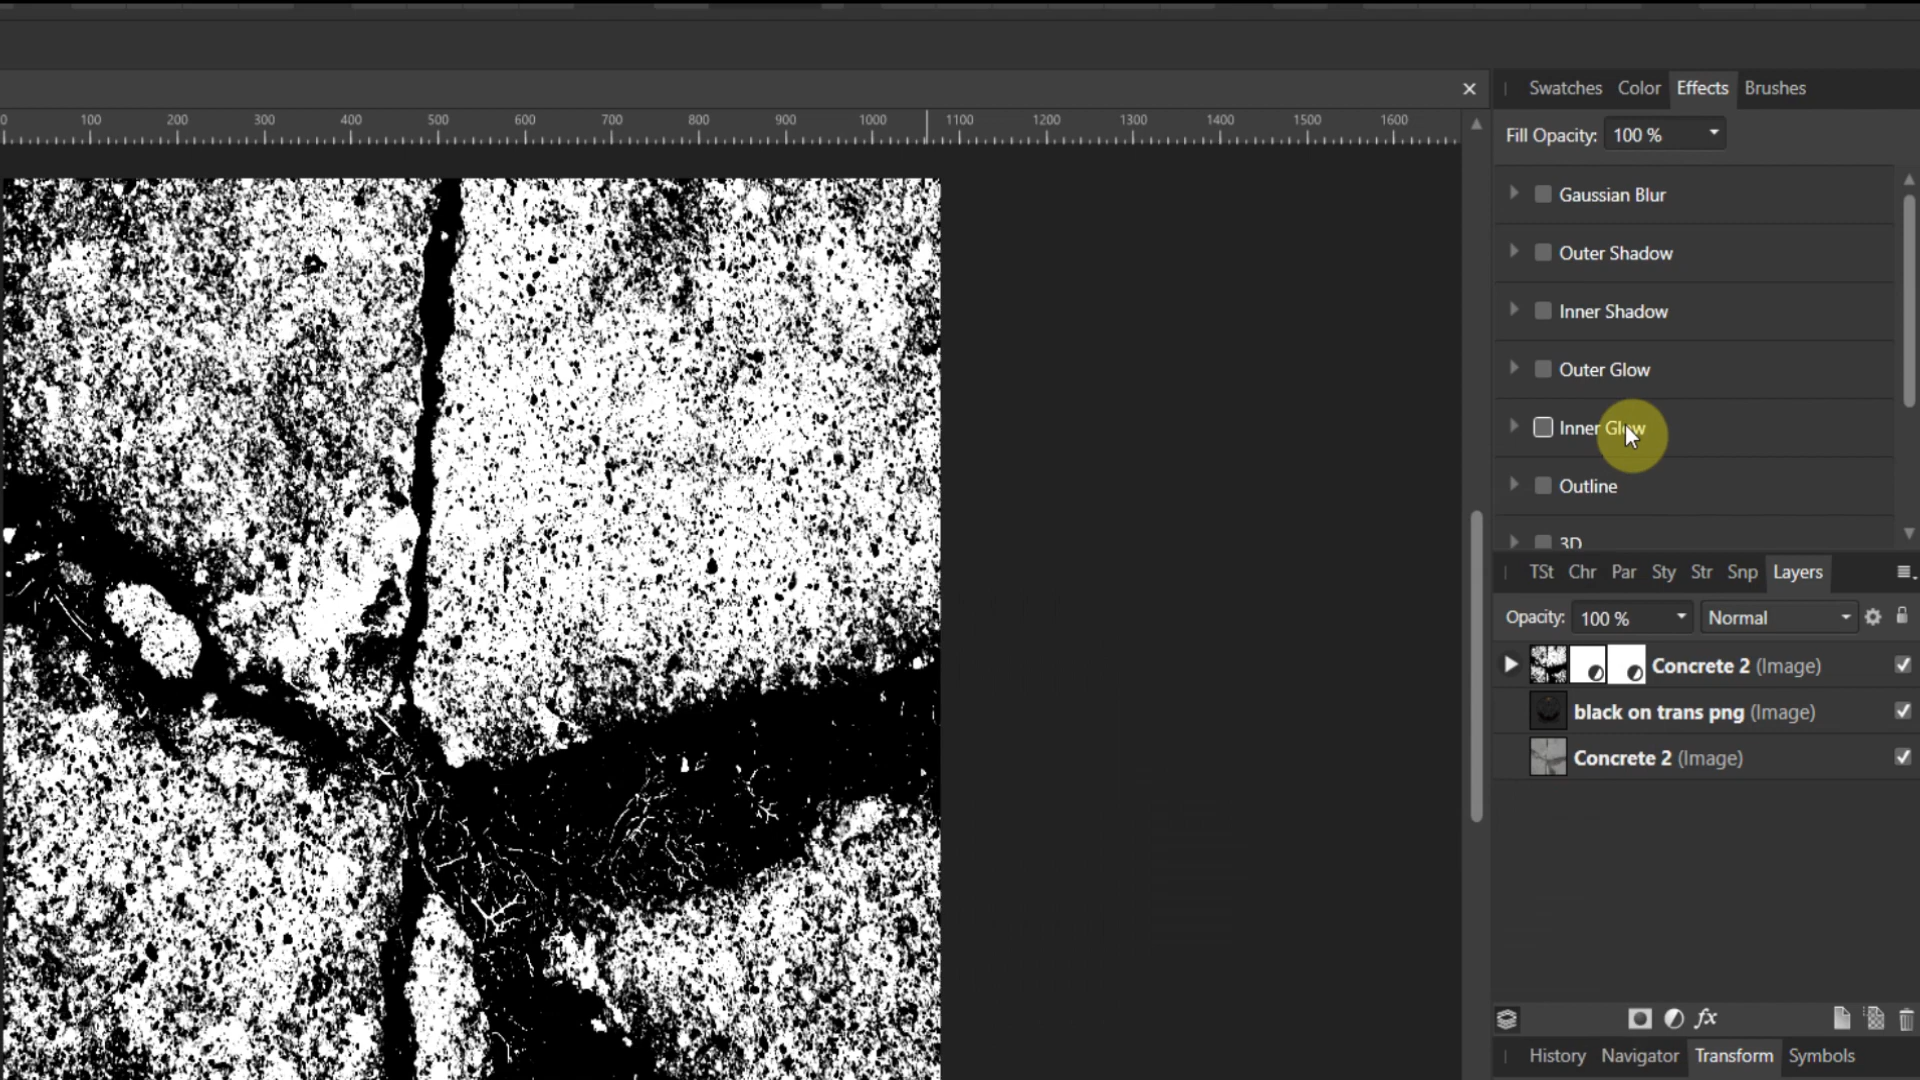 Swatches Color Effects Brushes
0 100 200 300 400 500 600 700 800 900 1000 1100 1200 1300 1400 1500 1600
Fill Opacity: 100 %
Gaussian Blur
Outer Shadow
Inner Shadow
Outer Glow
Inner Glow
Outline
3D
TSt Chr Par Sty Str Snp Layers
Opacity: 100 % Normal
Concrete 2 (Image)
black on trans png (Image)
Concrete 2 (Image)
fx
History Navigator Transform Symbols